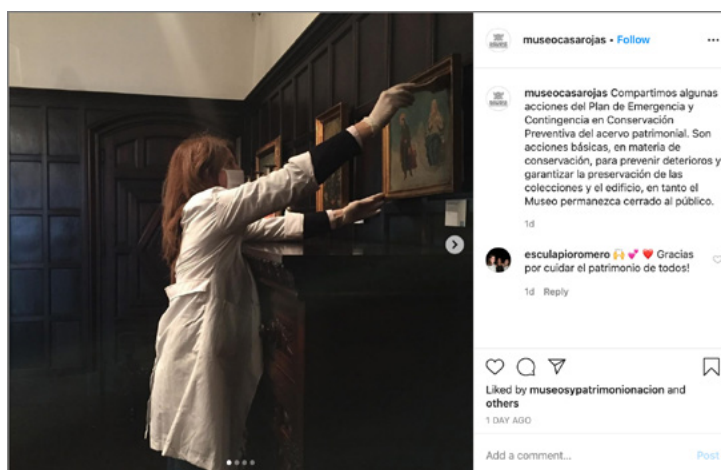 museocasarojas • Follow
museocasarojas Compartimos algunas
acciones del Plan de Emergencia y
Contingencia en Conservación
Preventiva del acervo patrimonial. Son
acciones básicas, en materia de
conservación, para prevenir deterioros y
garantizar la preservación de las
colecciones y el edificio, en tanto el
Museo permanezca cerrado al público.
1d
esculapioromero 🙌 💕 ❤️ Gracias
por cuidar el patrimonio de todos!
1d Reply
Liked by museosypatrimonionacion and
others
1 DAY AGO
Add a comment... Post